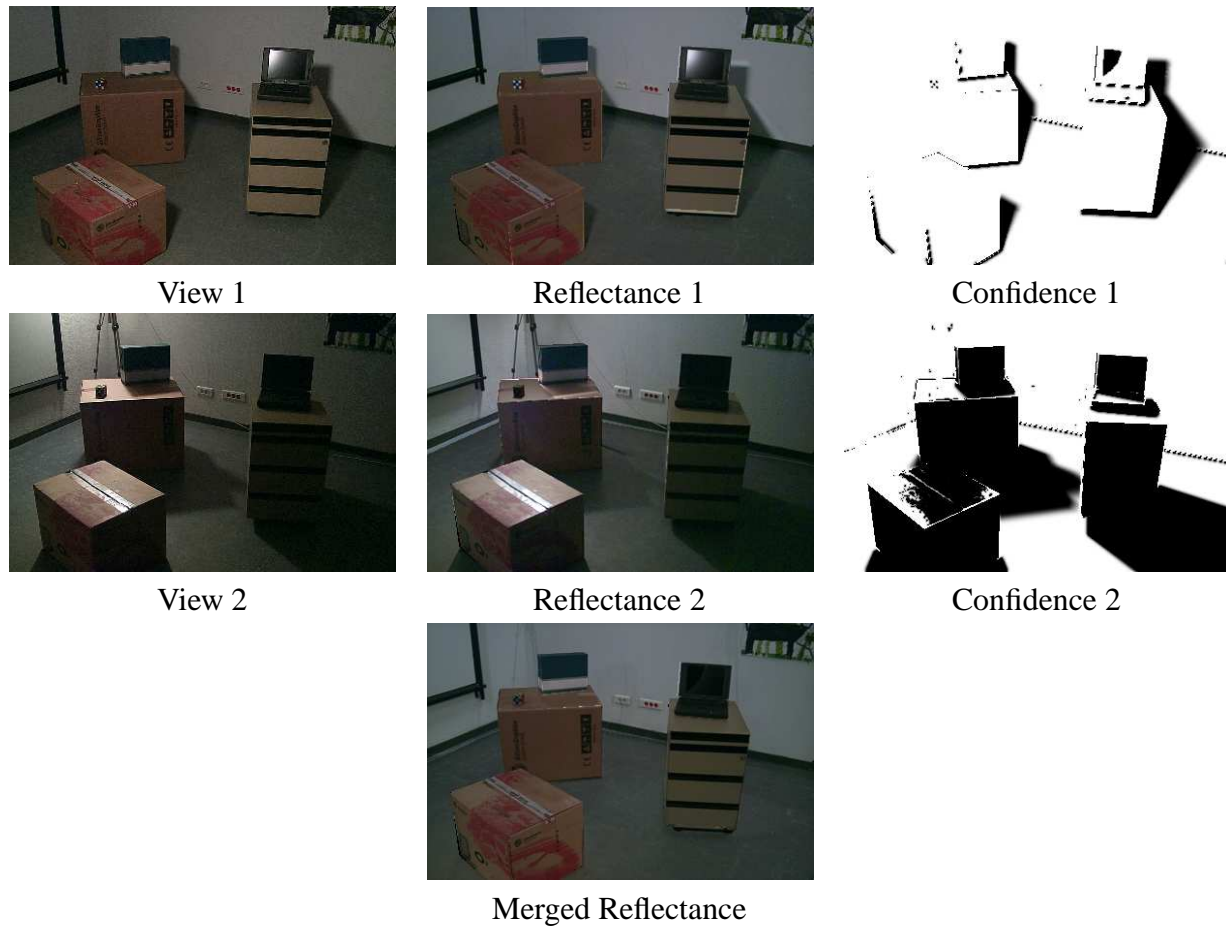 View 1
Reflectance 1
Confidence 1
View 2
Reflectance 2
Confidence 2
Merged Reflectance